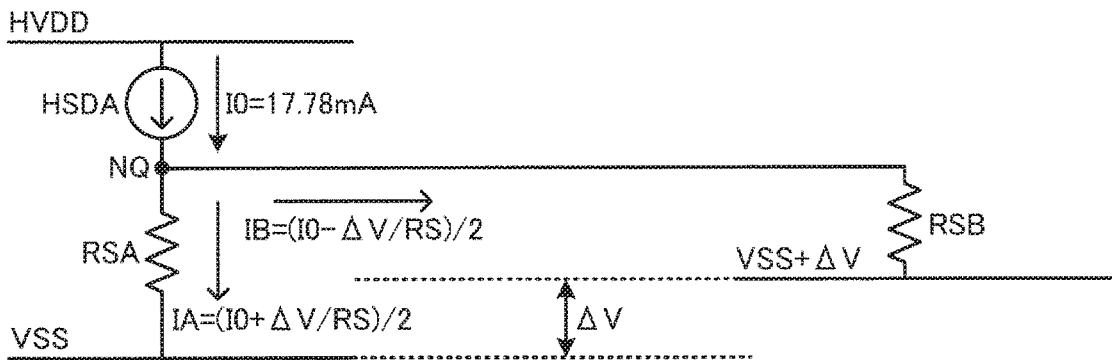 HVDD
HSDA
I0=17.78mA
NQ
IB=(I0-ΔV/RS)/2
RSB
RSA
VSS+ΔV
IA=(I0+ΔV/RS)/2
ΔV
VSS